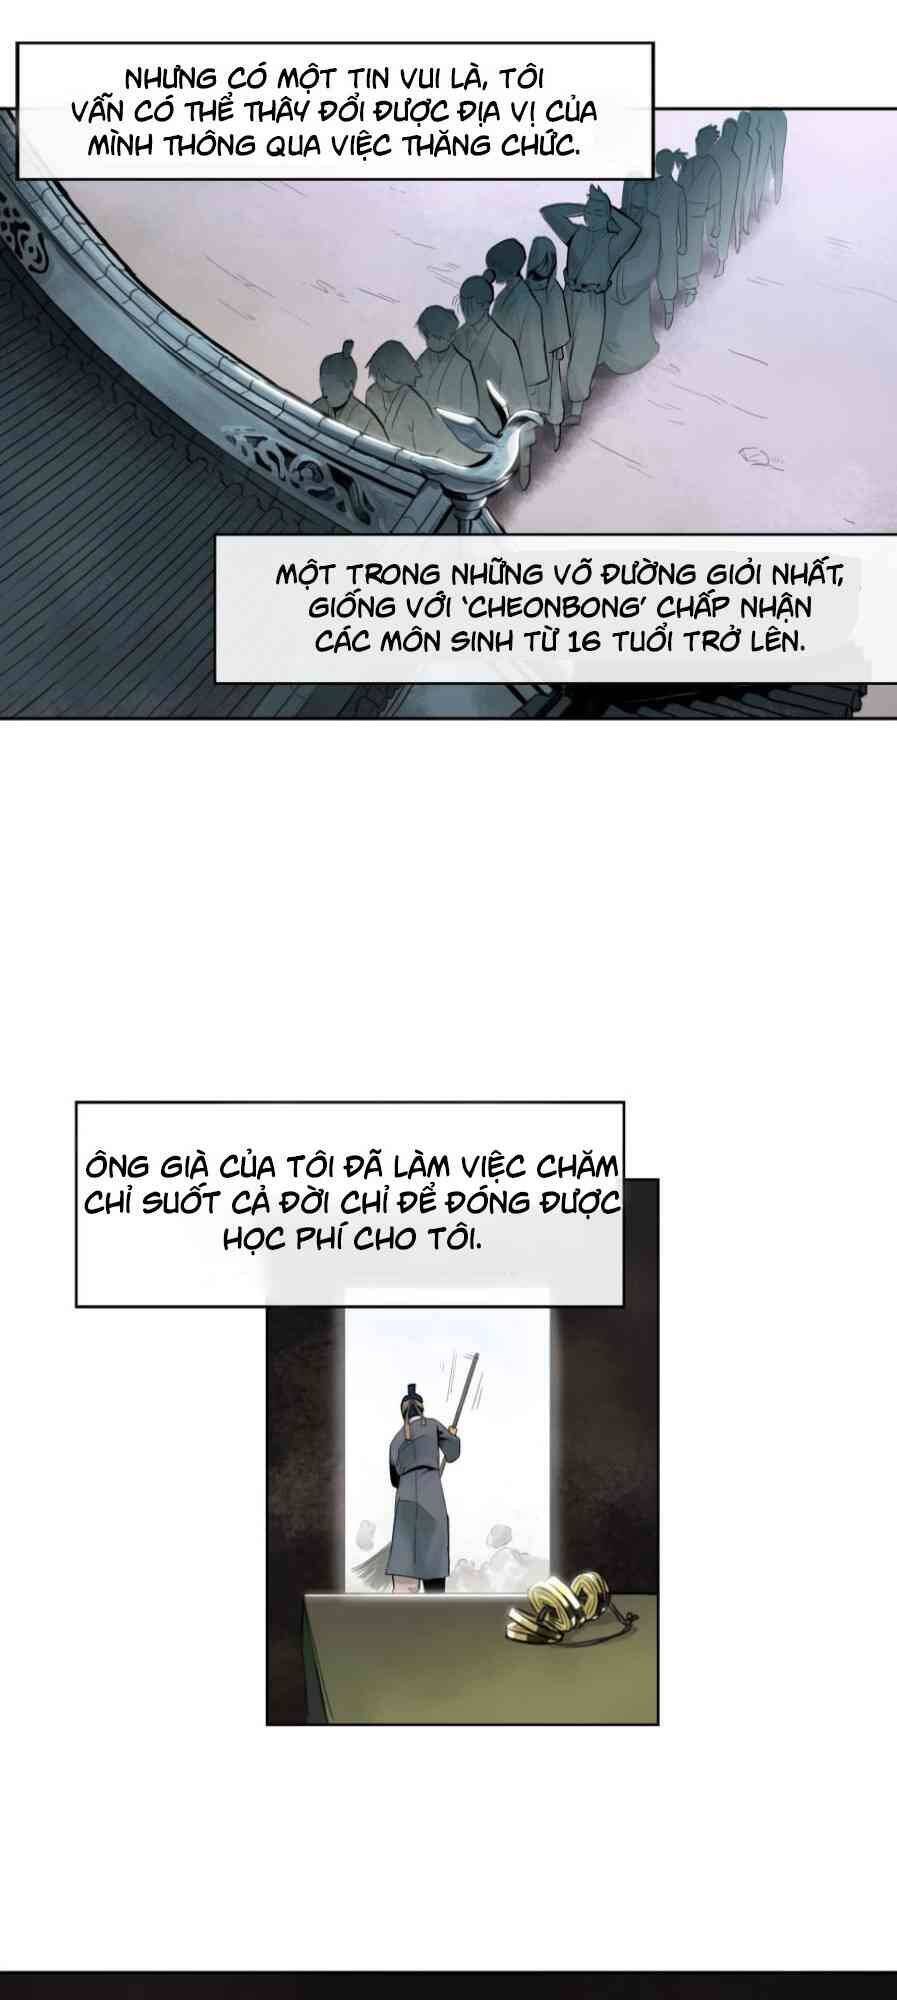 NHƯNG CÓ MỘT TIN VUI LÀ, TÔI
VẪN CÓ THỂ THÂY ĐỔI ĐƯỢC ĐỊA VỊ CỦA
MÌNH THÔNG QUA VIỆC THĂNG CHỨC.
MỘT TRONG NHỮNG VÕ ĐƯỜNG GIỎI NHẤT,
GIỐNG VỚI 'CHEONBONG' CHẤP NHẬN
CÁC MÔN SINH TỪ 16 TUỔI TRỞ LÊN.
ÔNG GIÀ CỦA TÔI ĐÃ LÀM VIỆC CHĂM
CHỈ SUỐT CẢ ĐỜI CHỈ ĐỂ ĐÓNG ĐƯỢC
HỌC PHÍ CHO TÔI.